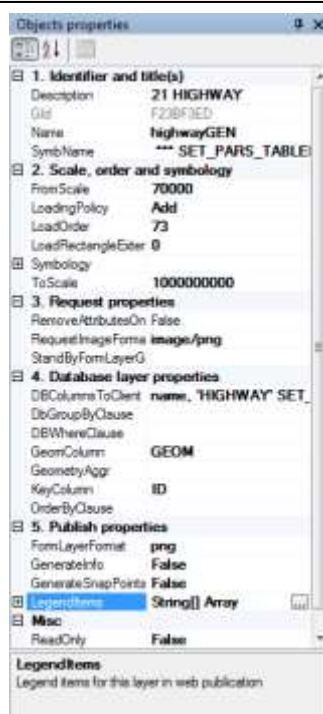 Objects properties
1. Identifier and title(s)
Description 21 HIGHWAY
GId F23BF3ED
Name highwayGEN
SymbName *** SET_PARS_TABLE
2. Scale, order and symbology
FromScale 70000
LoadingPolicy Add
LoadOrder 73
LoadRectangleExter 0
Symbology
ToScale 1000000000
3. Request properties
RemoveAttributesOn False
RequestImageForma image/png
StandByFormLayerG
4. Database layer properties
DBColumnsToClient name, 'HIGHWAY' SET_
DbGroupByClause
DBWhereClause
GeomColumn GEOM
GeometryAggr
KeyColumn ID
OrderByClause
5. Publish properties
FormLayerFormat png
GenerateInfo False
GenerateSnapPoints False
LegendItems String[] Array ...
Misc
ReadOnly False
LegendItems
Legend items for this layer in web publication